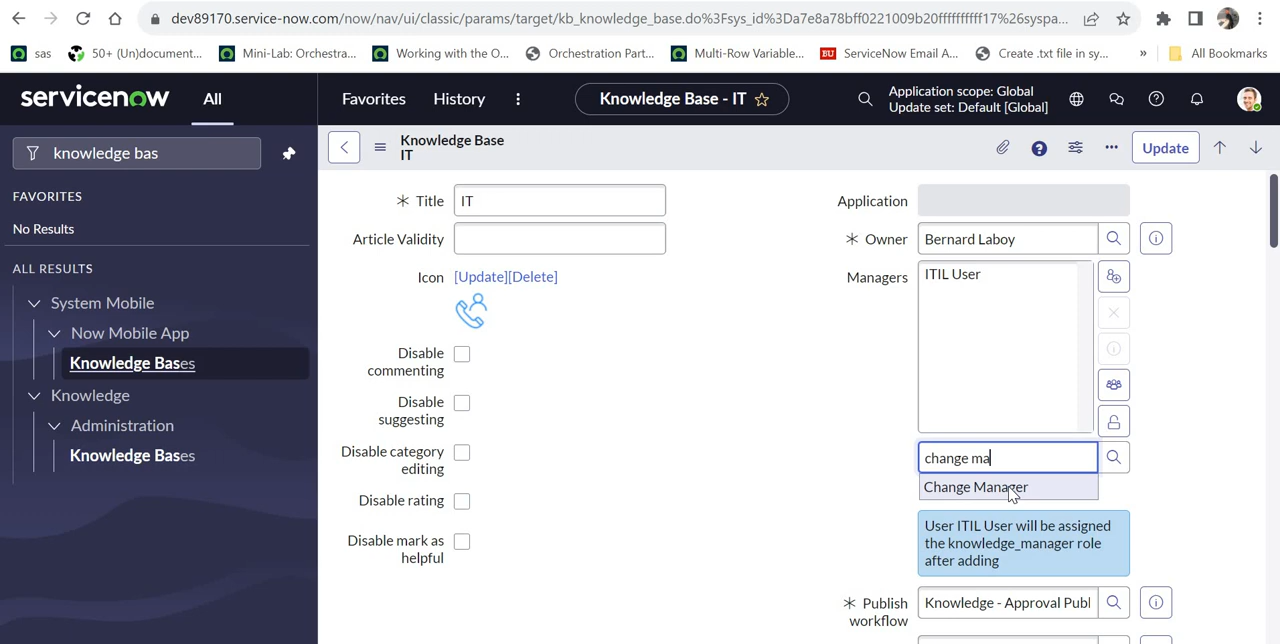 dev89170.service-now.com/now/nav/ui/classic/params/target/kb_knowledge_base.do%3Fsys_id%3Da7e8a78bff0221009b20ffffffffff17%26syspa...
sas
50+ (Un)document...
Mini-Lab: Orchestra...
Working with the O...
Orchestration Part...
Multi-Row Variable...
BU
ServiceNow Email A...
Create .txt file in sy...
»
All Bookmarks
servicenow
All
Favorites
History
Knowledge Base - IT
Application scope: Global
Update set: Default [Global]
knowledge bas
FAVORITES
No Results
ALL RESULTS
System Mobile
Now Mobile App
Knowledge Bases
Knowledge
Administration
Knowledge Bases
Knowledge Base
IT
Update
Title
IT
Article Validity
Icon
[Update][Delete]
Disable
commenting
Disable
suggesting
Disable category
editing
Disable rating
Disable mark as
helpful
Application
Owner
Bernard Laboy
Managers
ITIL User
change ma
Change Manager
User ITIL User will be assigned
the knowledge_manager role
after adding
Publish
workflow
Knowledge - Approval Publ